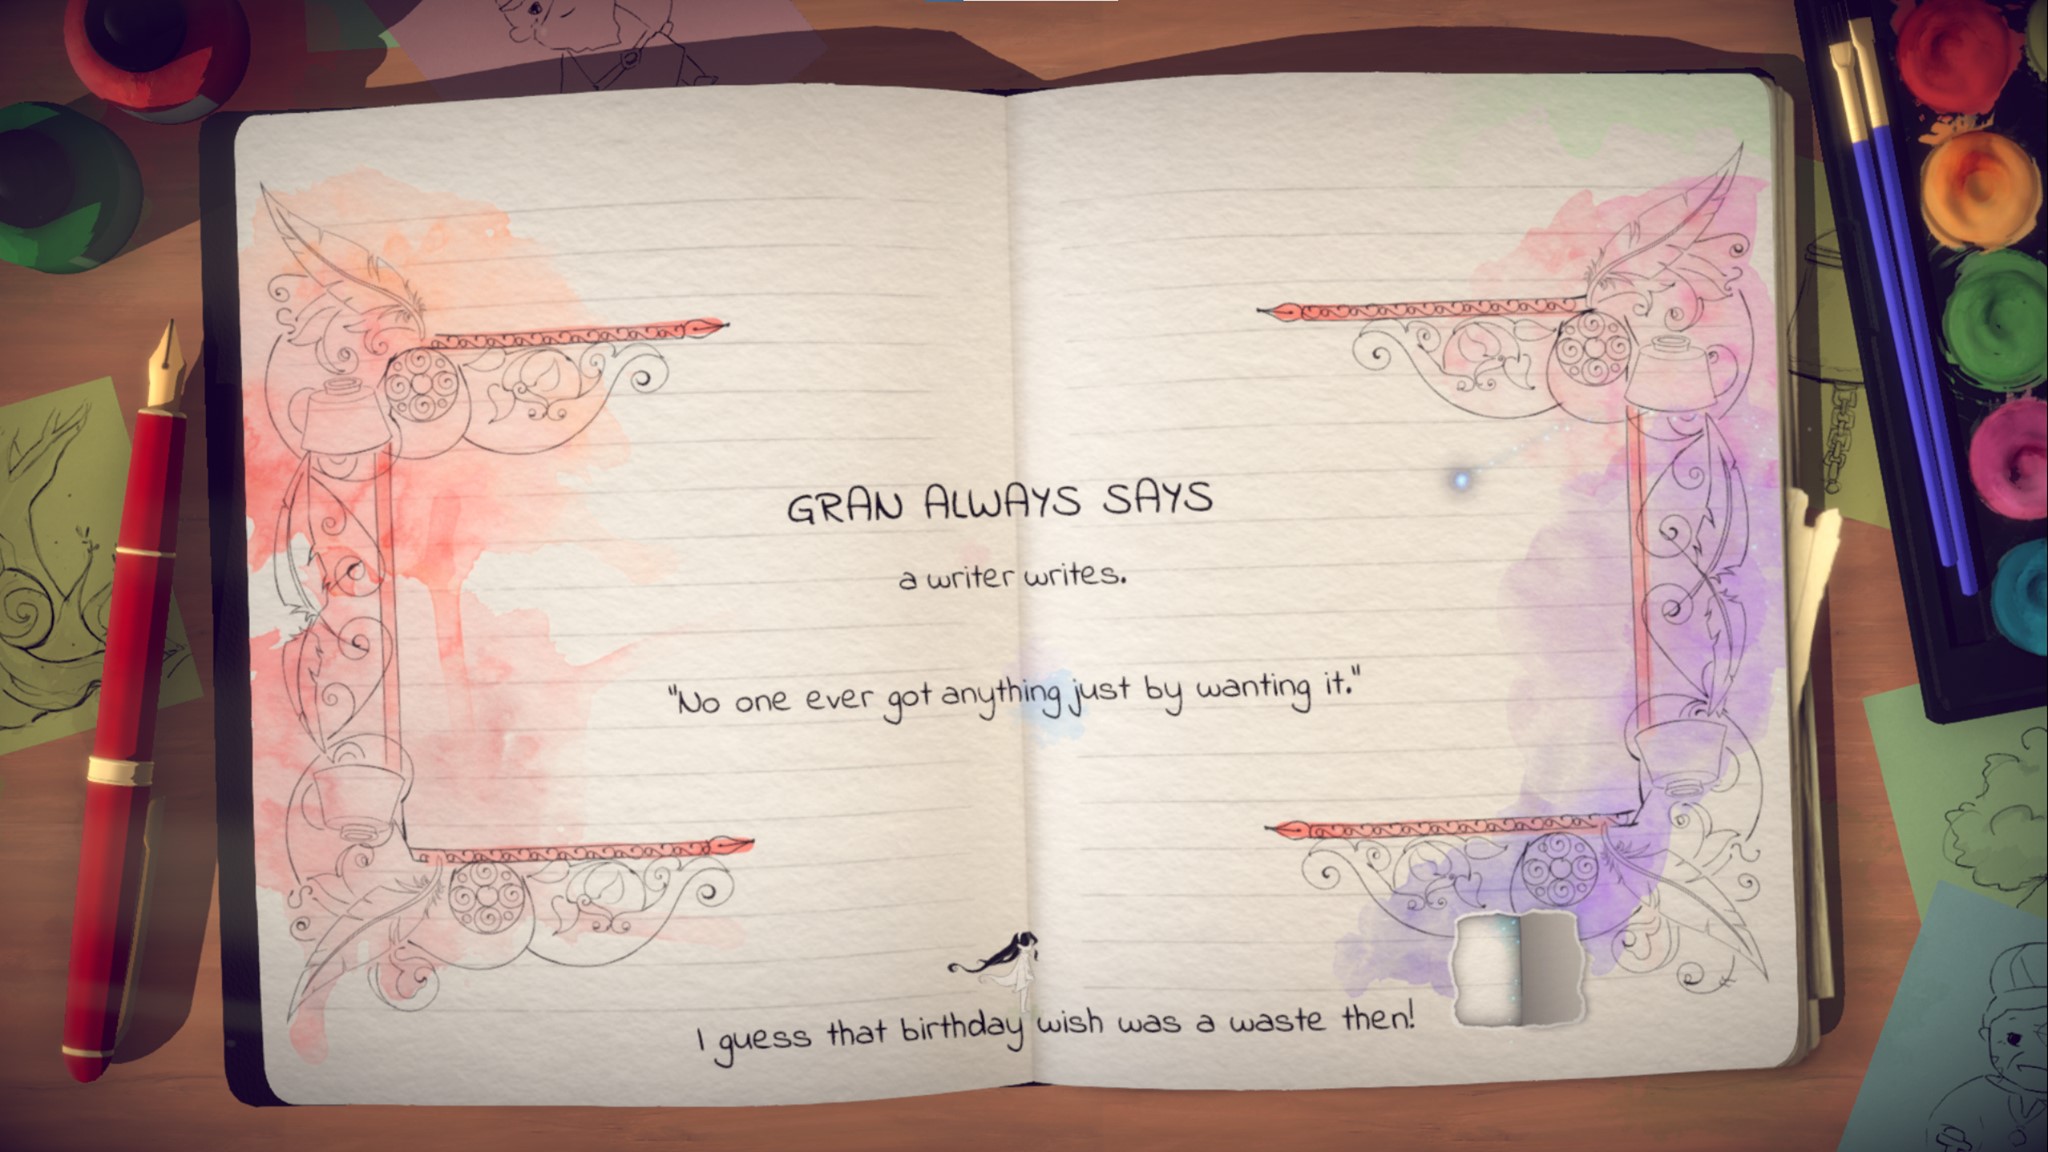 GRAN ALWAYS SAYS
a writer writes.
"No one ever got anything just by wanting it."
I guess that birthday wish was a waste then!